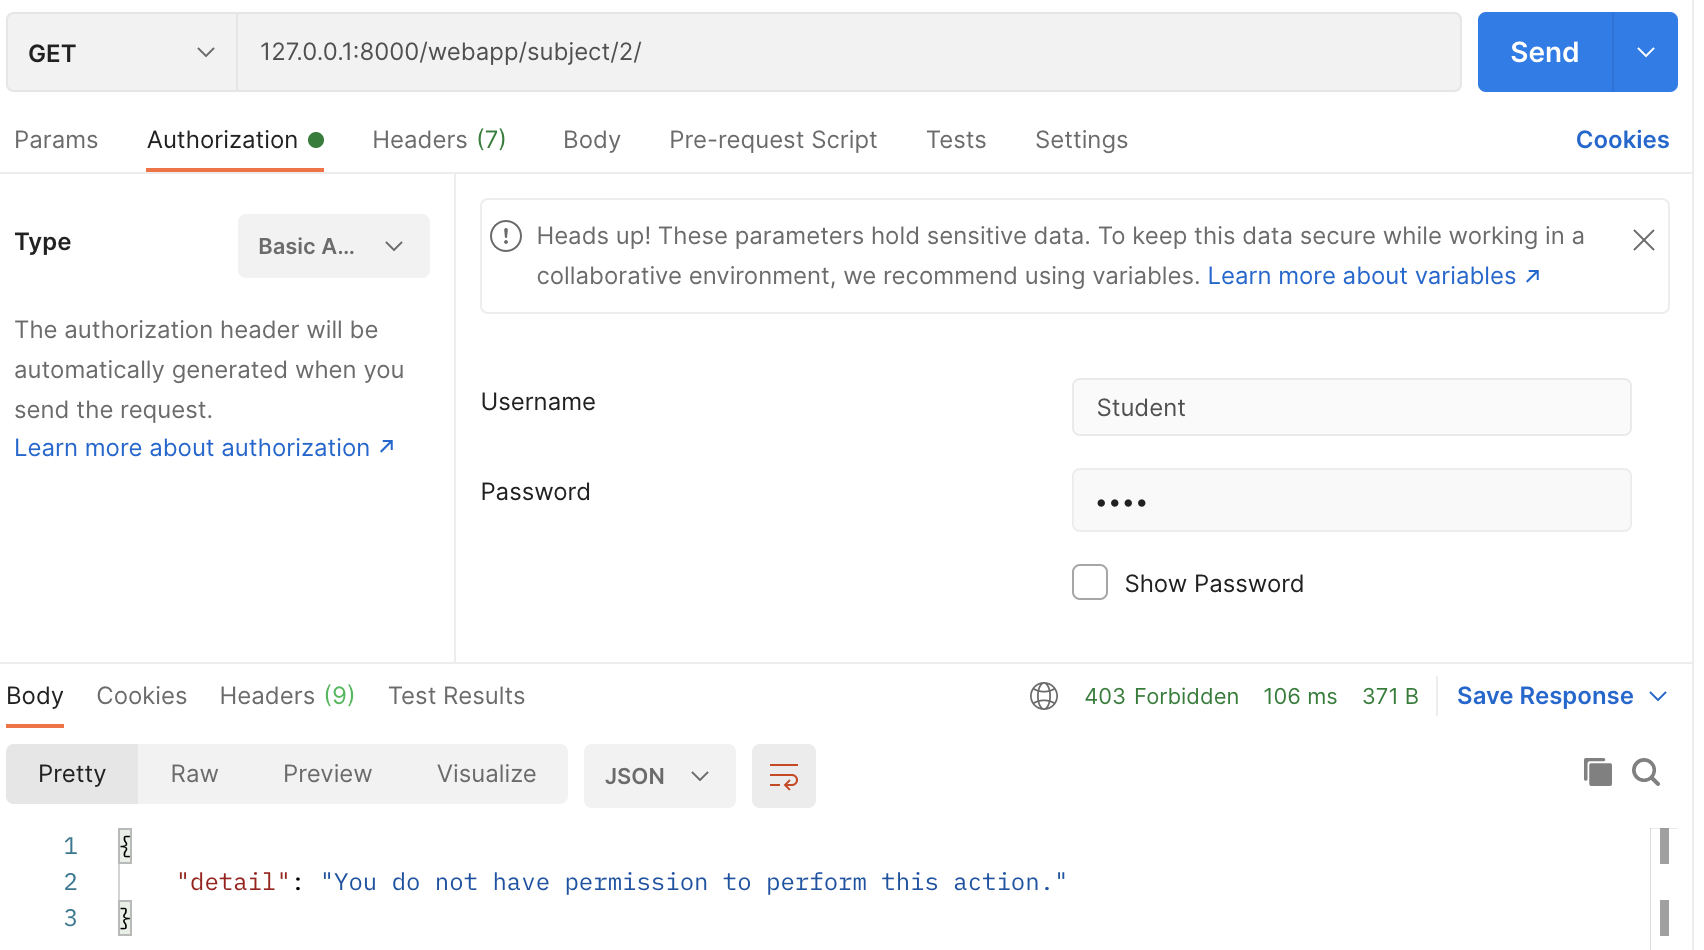 GET 127.0.0.1:8000/webapp/subject/2/ Send
Params Authorization Headers (7) Body Pre-request Script Tests Settings Cookies
Type Basic A...
The authorization header will be
automatically generated when you
send the request.
Learn more about authorization ↗
Heads up! These parameters hold sensitive data. To keep this data secure while working in a
collaborative environment, we recommend using variables. Learn more about variables ↗
Username Student
Password ••••
Show Password
Body Cookies Headers (9) Test Results 403 Forbidden 106 ms 371 B Save Response
Pretty Raw Preview Visualize JSON
1 {
2 "detail": "You do not have permission to perform this action."
3 }